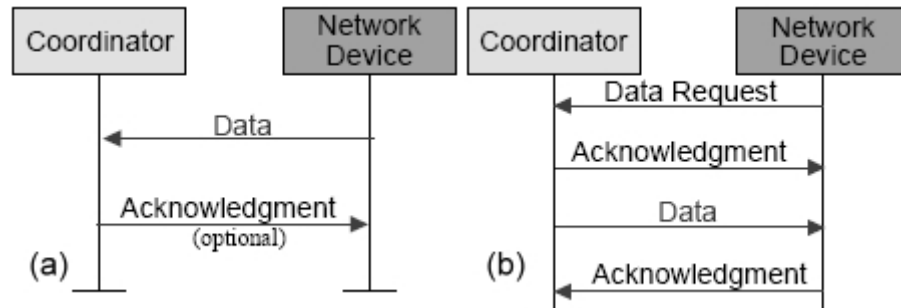 Coordinator
Network
Device
Data
Acknowledgment
(optional)
(a)
Coordinator
Network
Device
Data Request
Acknowledgment
Data
Acknowledgment
(b)